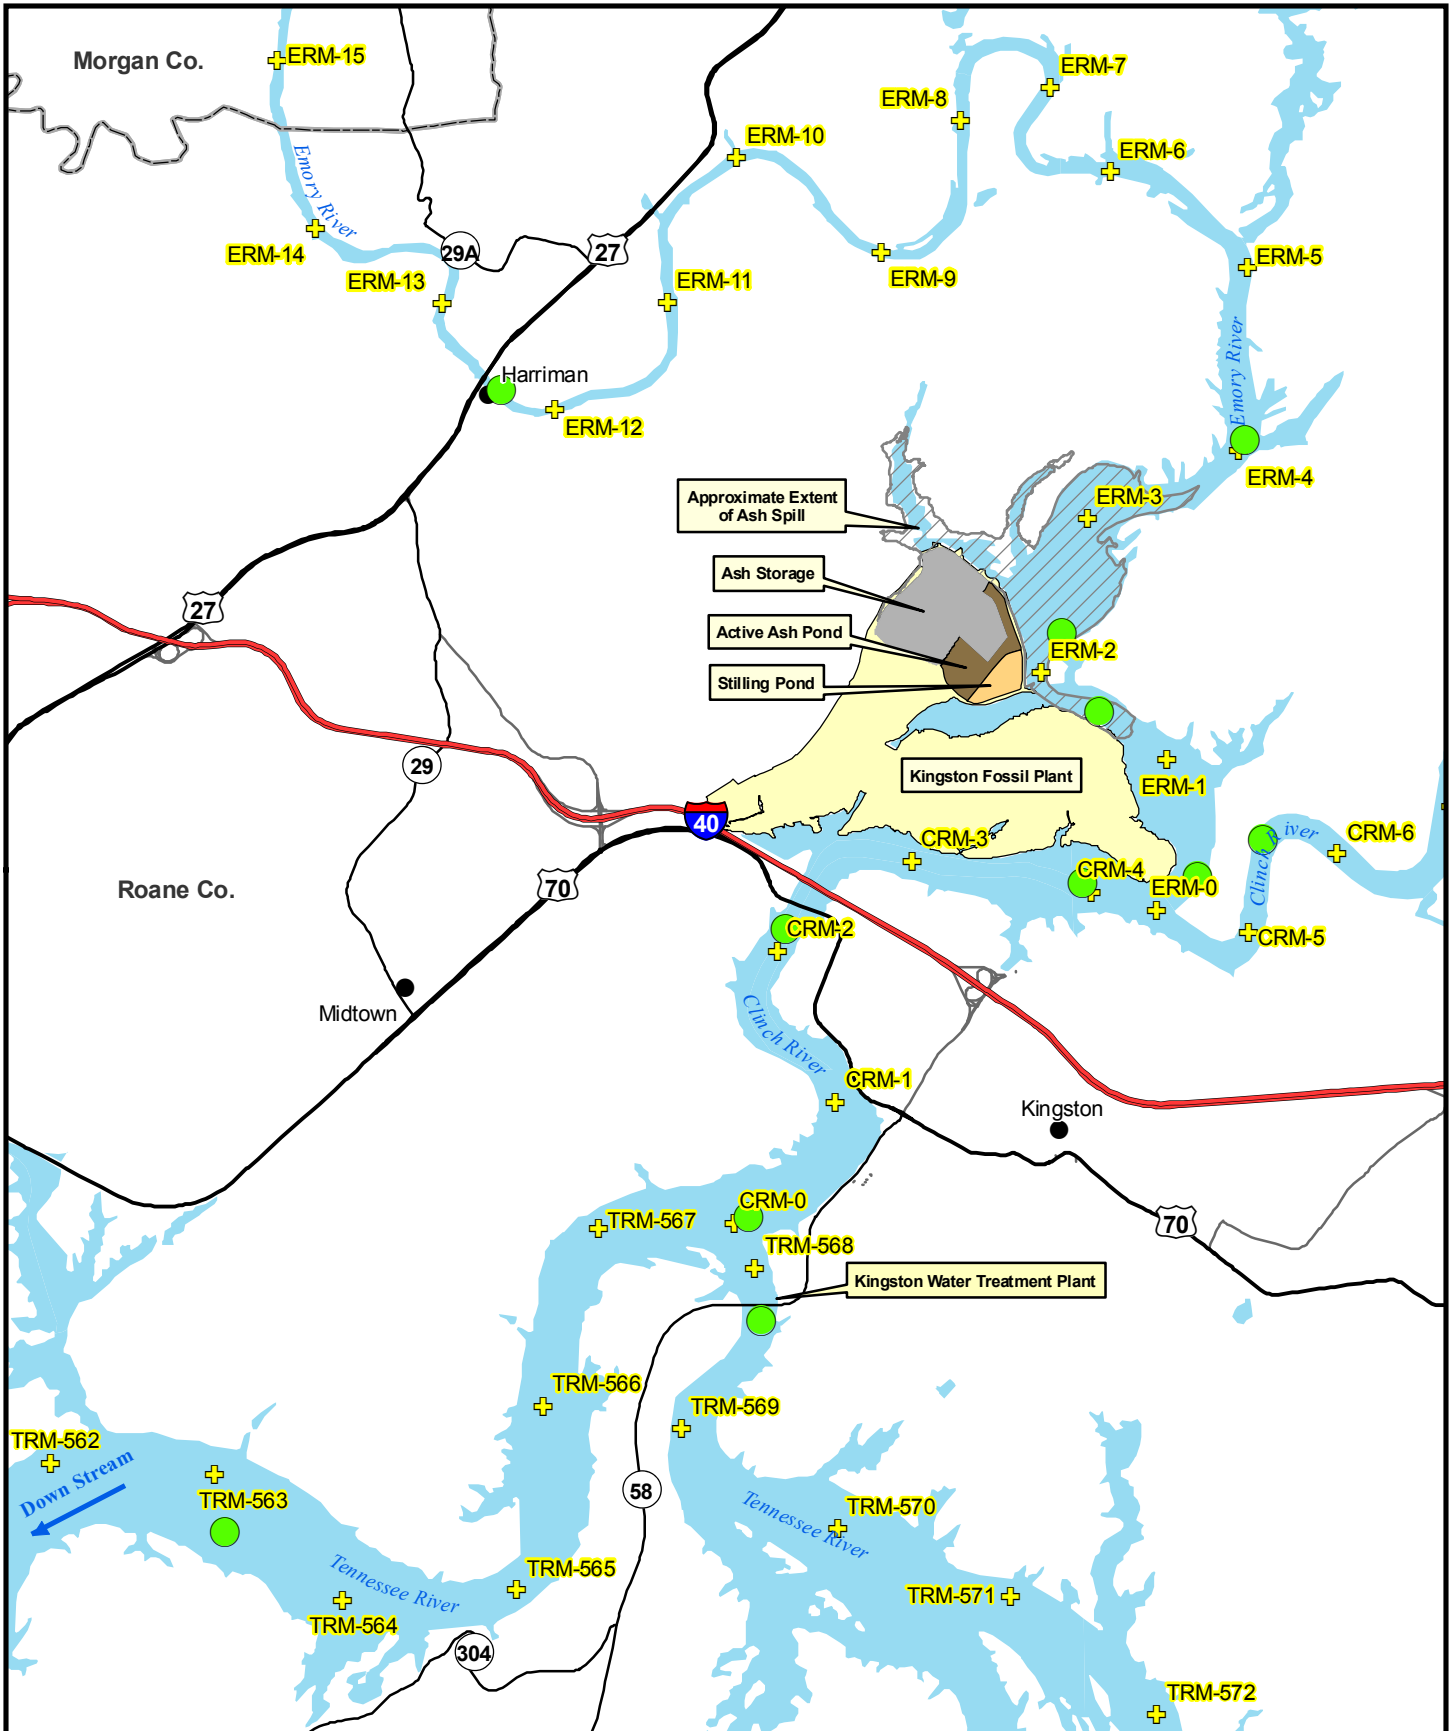 Morgan Co.
ERM-15
ERM-7
ERM-8
ERM-10
ERM-6
Emory River
ERM-14
29A
27
ERM-5
ERM-13
ERM-11
ERM-9
Emory River
Harriman
ERM-12
ERM-4
Approximate Extent
of Ash Spill
ERM-3
Ash Storage
27
Active Ash Pond
ERM-2
Stilling Pond
29
Kingston Fossil Plant
ERM-1
40
CRM-3
Clinch River
CRM-6
Roane Co.
70
CRM-4
ERM-0
CRM-2
CRM-5
Midtown
Clinch River
CRM-1
Kingston
CRM-0
TRM-567
70
TRM-568
Kingston Water Treatment Plant
TRM-566
TRM-569
TRM-562
Down Stream
TRM-563
58
Tennessee River
TRM-570
Tennessee River
TRM-565
TRM-571
TRM-564
304
TRM-572